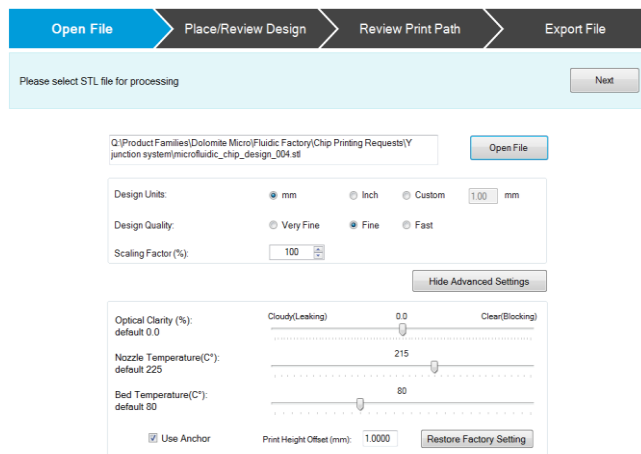 Open File
Place/Review Design
Review Print Path
Export File
Please select STL file for processing
Next
Q:\Product Families\Dolomite Micro\Fluidic Factory\Chip Printing Requests\Y
junction system\microfluidic_chip_design_004.stl
Open File
Design Units:
mm
Inch
Custom
1.00
mm
Design Quality:
Very Fine
Fine
Fast
Scaling Factor (%):
100
Hide Advanced Settings
Optical Clarity (%):
default 0.0
Cloudy(Leaking)
0.0
Clear(Blocking)
Nozzle Temperature(C°):
default 225
215
Bed Temperature(C°):
default 80
80
Use Anchor
Print Height Offset (mm):
1.0000
Restore Factory Setting